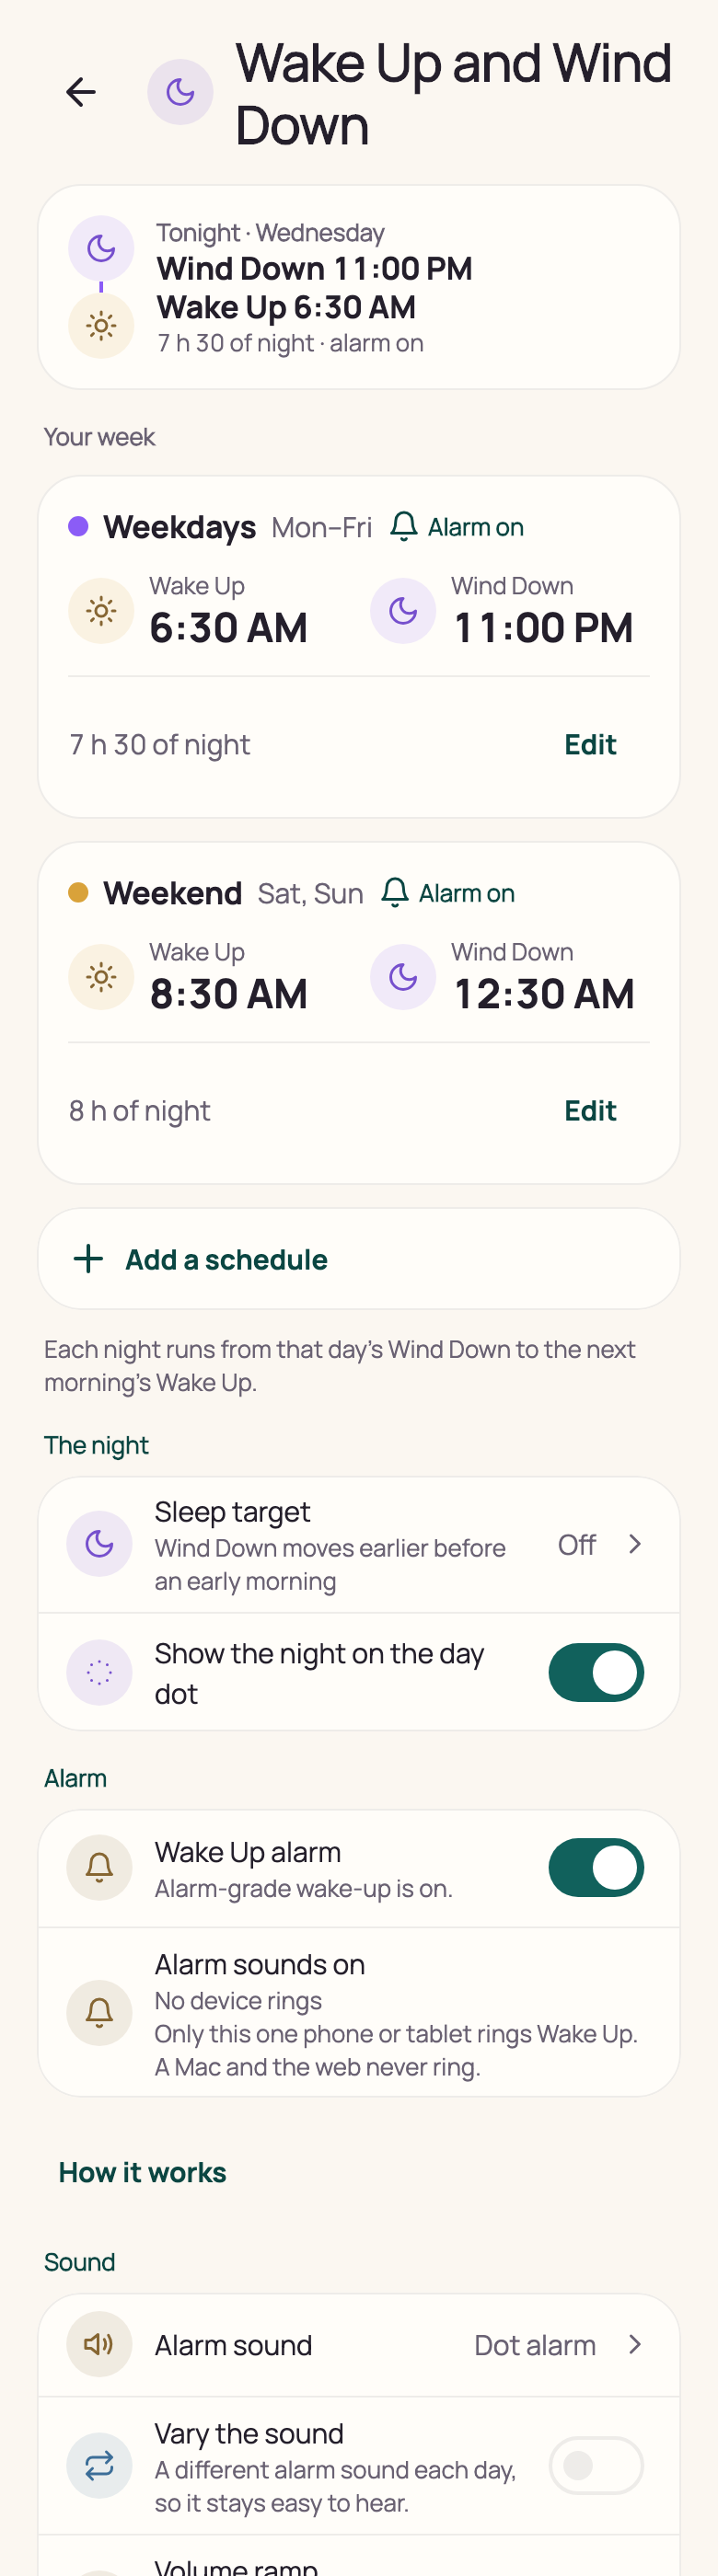 Wake Up and Wind
Down
Tonight · Wednesday
Wind Down 11:00 PM
Wake Up 6:30 AM
7 h 30 of night · alarm on
Your week
Weekdays Mon–Fri Alarm on
Wake Up Wind Down
6:30 AM 11:00 PM
7 h 30 of night Edit
Weekend Sat, Sun Alarm on
Wake Up Wind Down
8:30 AM 12:30 AM
8 h of night Edit
Add a schedule
Each night runs from that day’s Wind Down to the next
morning’s Wake Up.
The night
Sleep target
Wind Down moves earlier before
an early morning
Off
Show the night on the day
dot
Alarm
Wake Up alarm
Alarm-grade wake-up is on.
Alarm sounds on
No device rings
Only this one phone or tablet rings Wake Up.
A Mac and the web never ring.
How it works
Sound
Alarm sound Dot alarm
Vary the sound
A different alarm sound each day,
so it stays easy to hear.
Volume ramp